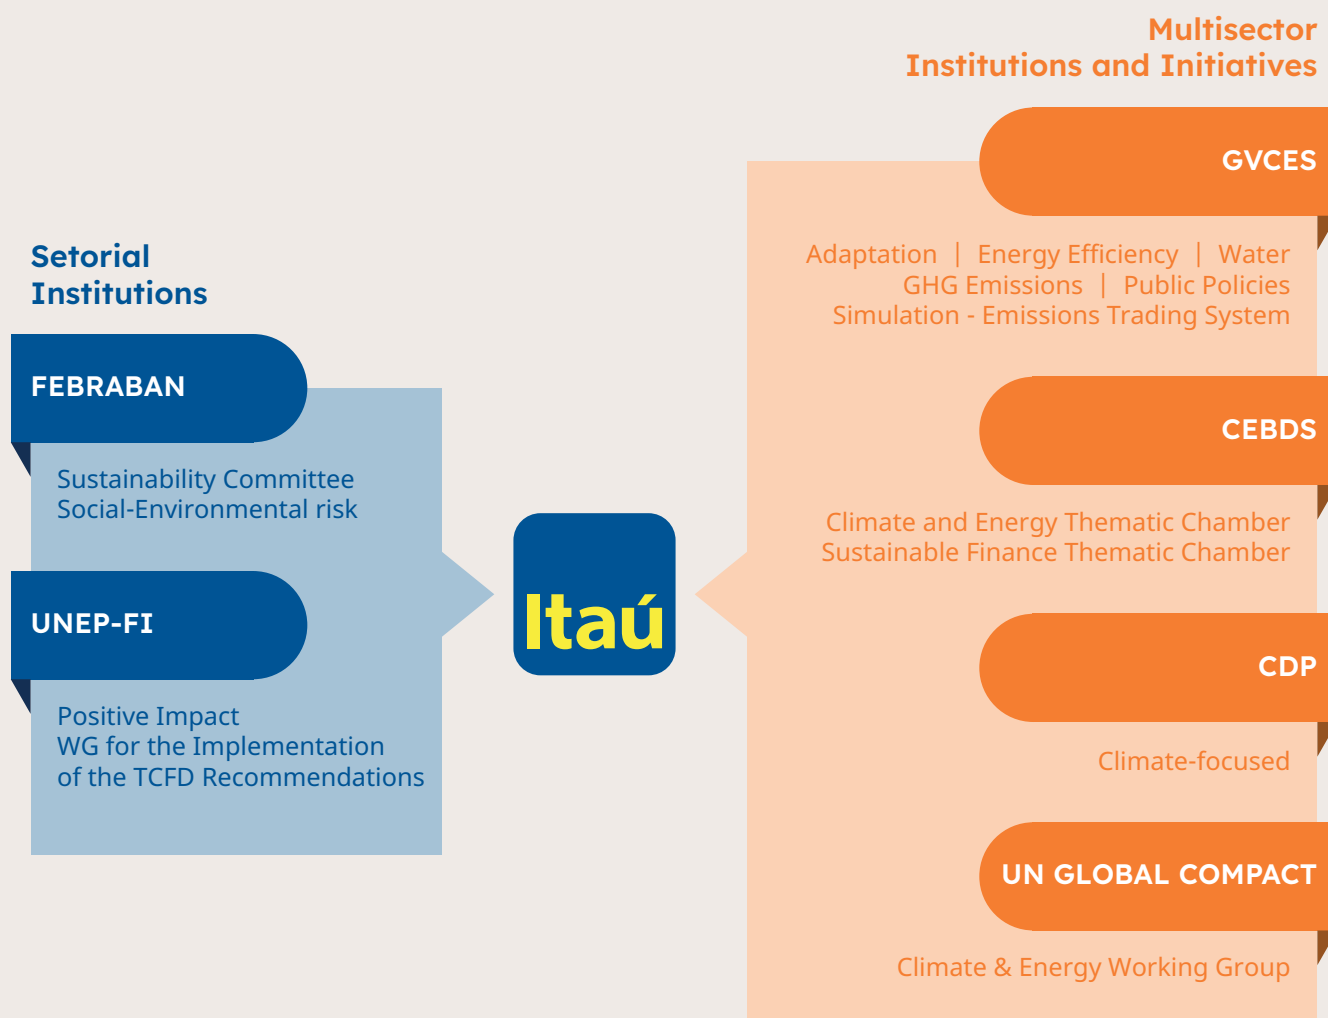 Setorial
Institutions
FEBRABAN
Sustainability Committee
Social-Environmental risk
UNEP-FI
Positive Impact
WG for the Implementation
of the TCFD Recommendations
Itaú
Multisector
Institutions and Initiatives
GVCES
Adaptation | Energy Efficiency | Water
GHG Emissions | Public Policies
Simulation - Emissions Trading System
CEBDS
Climate and Energy Thematic Chamber
Sustainable Finance Thematic Chamber
CDP
Climate-focused
UN GLOBAL COMPACT
Climate & Energy Working Group